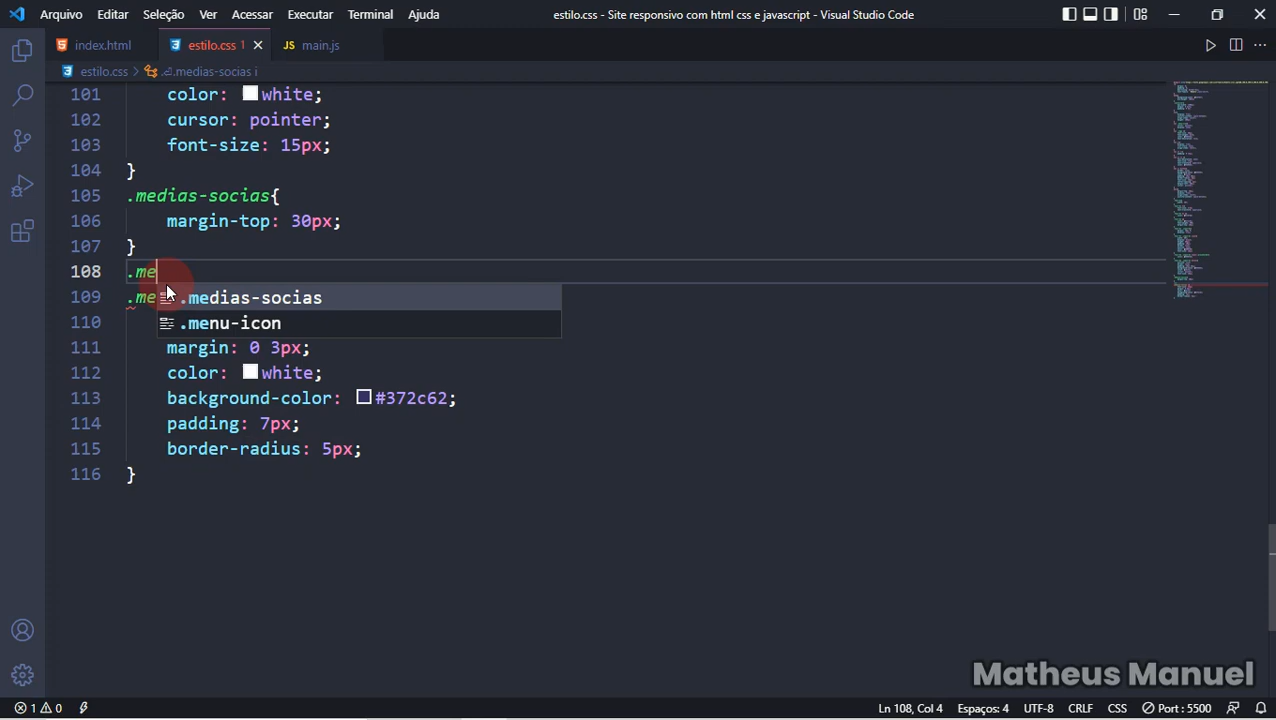 Arquivo Editar Seleção Ver Acessar Executar Terminal Ajuda estilo.css - Site responsivo com html css e javascript - Visual Studio Code
index.html estilo.css 1 JS main.js
estilo.css > .medias-socias i
101 color: white;
102 cursor: pointer;
103 font-size: 15px;
104 }
105 .medias-socias{
106 margin-top: 30px;
107 }
108 .me
109 .me .medias-socias
110 .menu-icon
111 margin: 0 3px;
112 color: white;
113 background-color: #372c62;
114 padding: 7px;
115 border-radius: 5px;
116 }
Matheus Manuel
1 0 Ln 108, Col 4 Espaços: 4 UTF-8 CRLF CSS Port : 5500